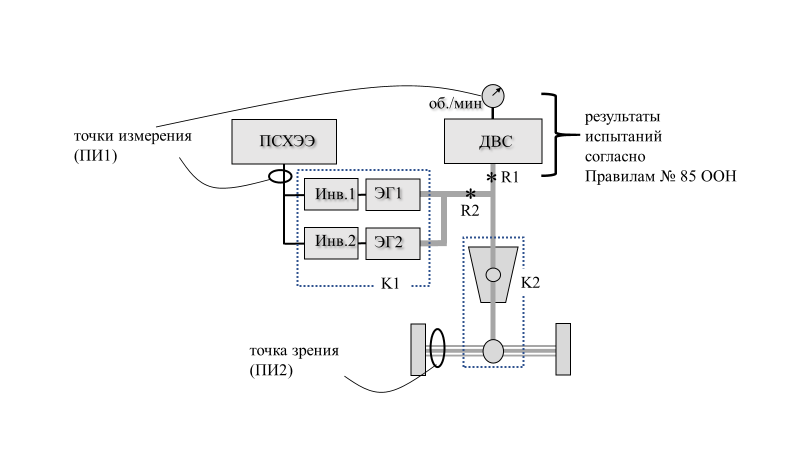 об./мин
результаты
испытаний
согласно
Правилам № 85 ООН
точки измерения
(ПИ1)
ПСХЭЭ
ДВС
R1
Инв.1
ЭГ1
R2
Инв.2
ЭГ2
K1
K2
точка зрения
(ПИ2)